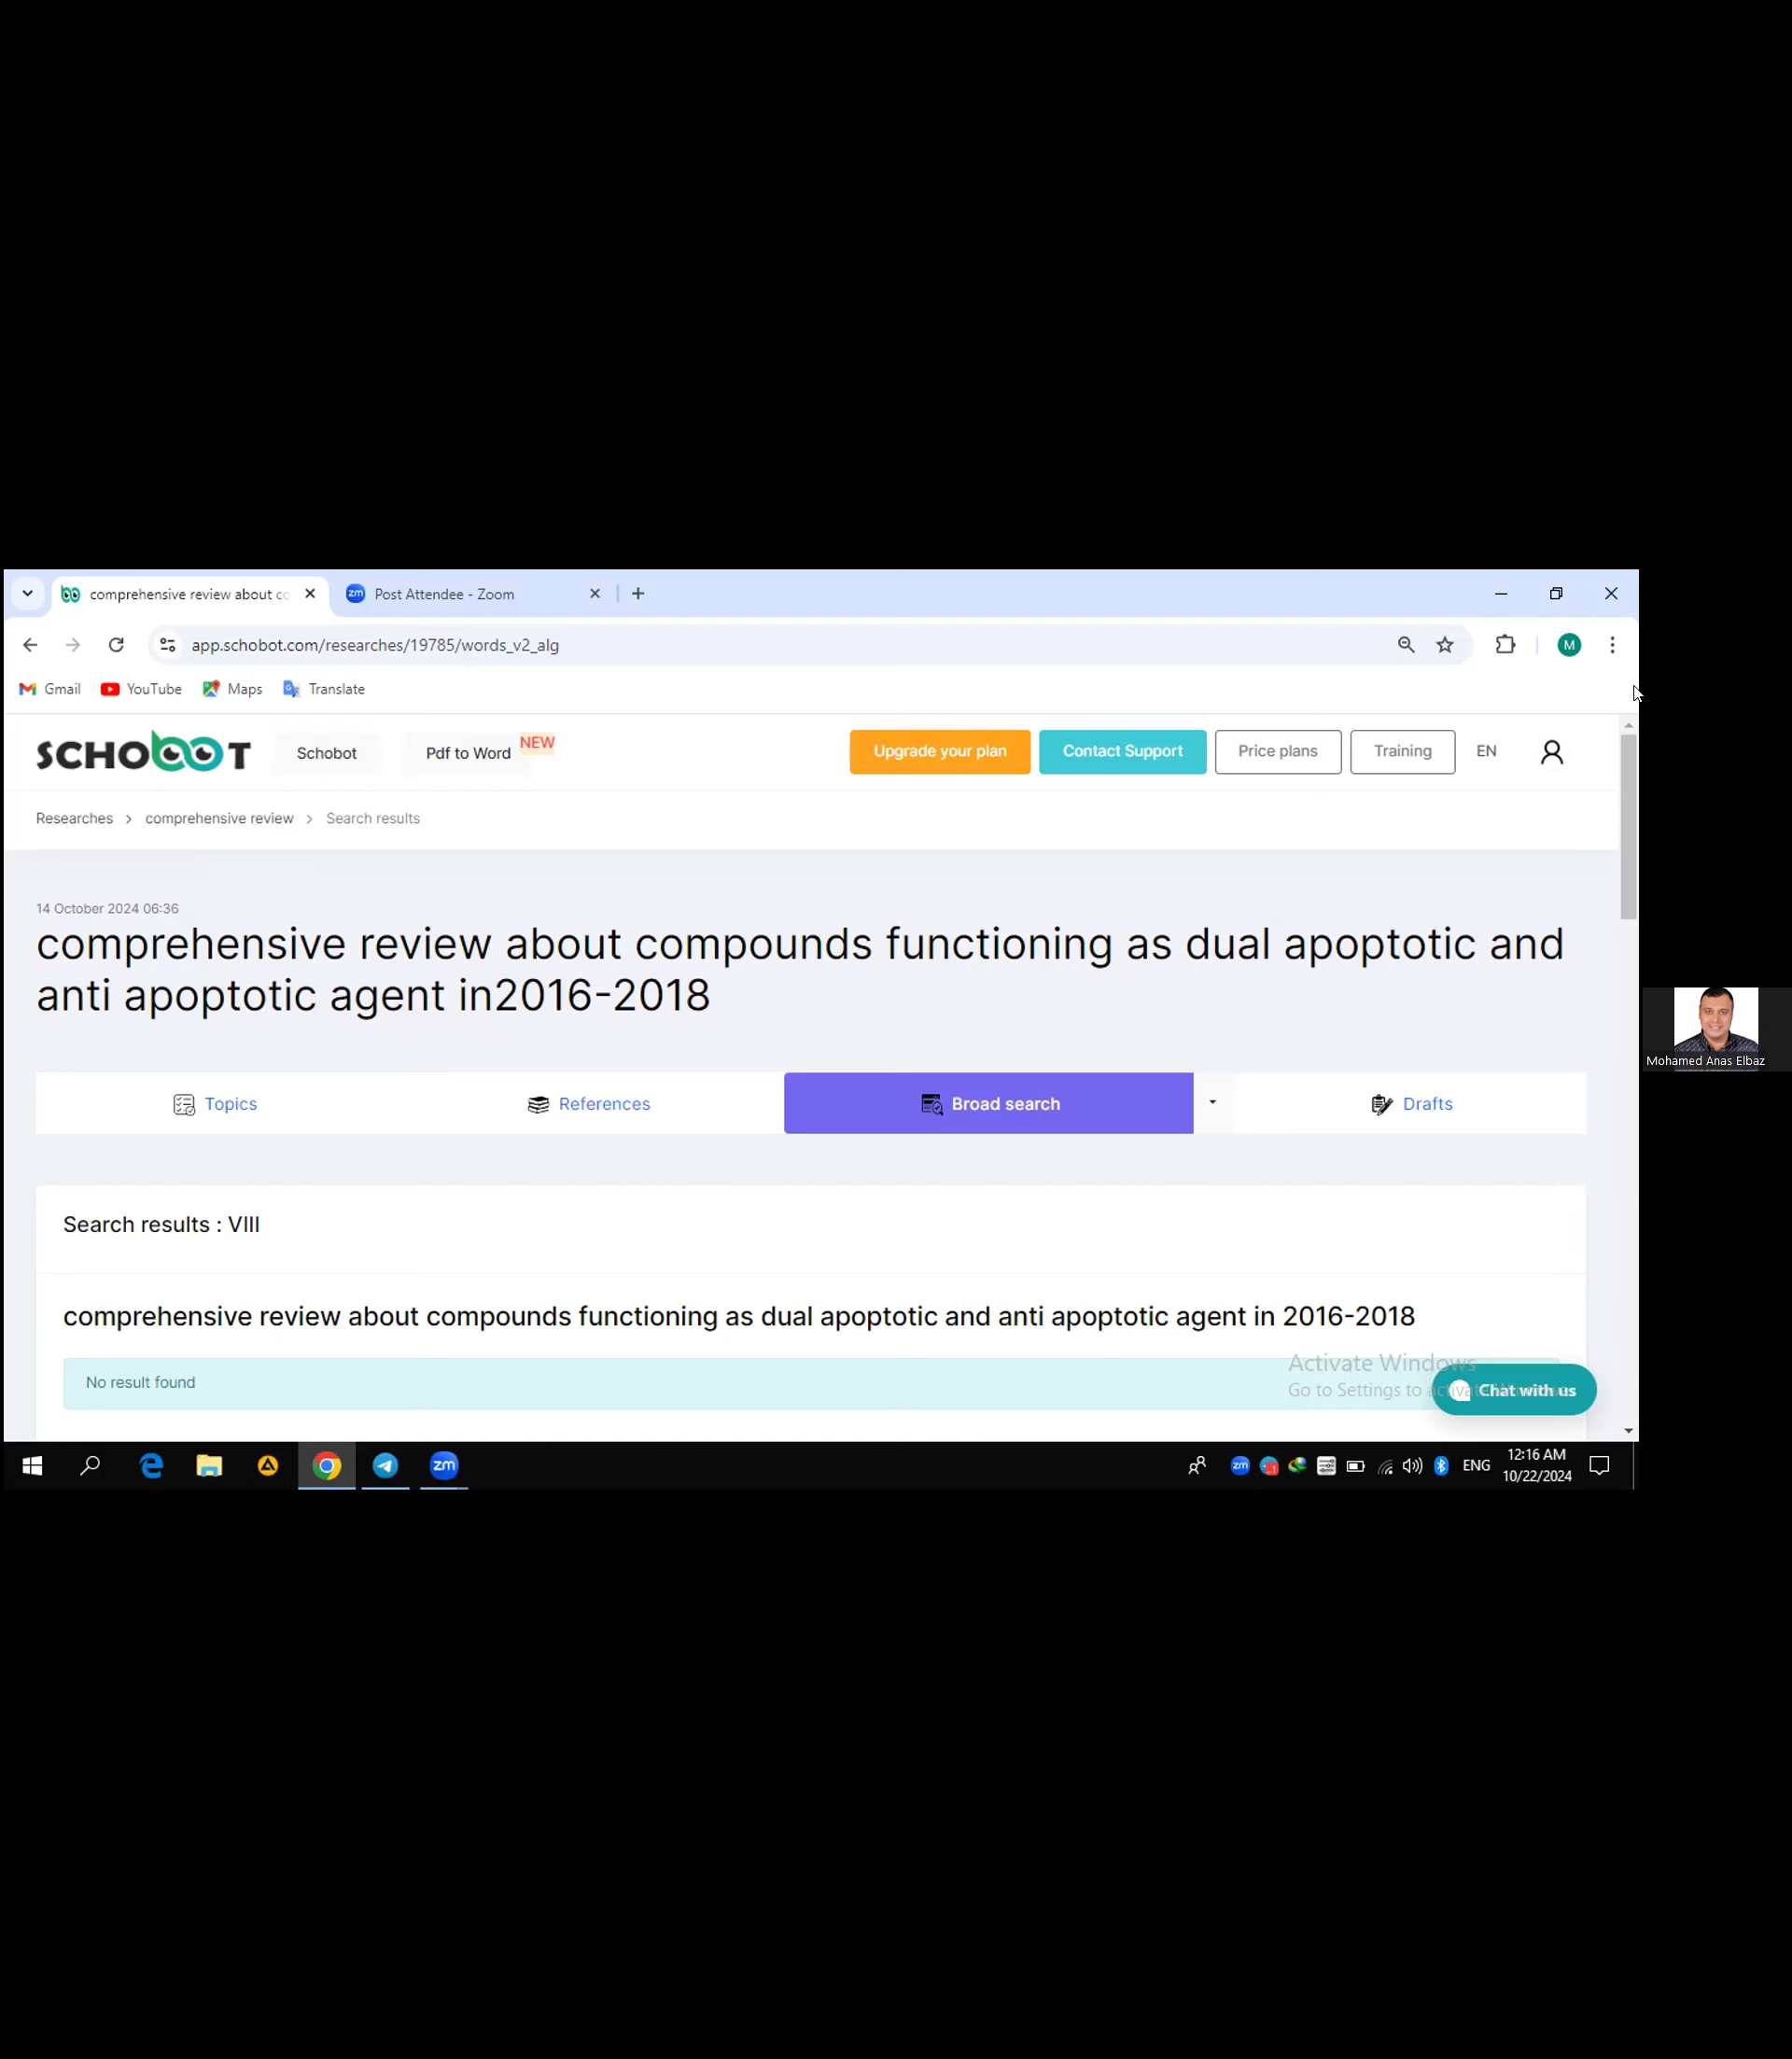 comprehensive review about co
Post Attendee - Zoom
app.schobot.com/researches/19785/words_v2_alg
M
Gmail
YouTube
Maps
Translate
SCHOBOT
Schobot
Pdf to Word
NEW
Upgrade your plan
Contact Support
Price plans
Training
EN
Researches > comprehensive review > Search results
14 October 2024 06:36
comprehensive review about compounds functioning as dual apoptotic and
anti apoptotic agent in2016-2018
Mohamed Anas Elbaz
Topics
References
Broad search
Drafts
Search results : VIII
comprehensive review about compounds functioning as dual apoptotic and anti apoptotic agent in 2016-2018
No result found
Activate Windows
Go to Settings to activate
Chat with us
zm
zm
ENG
12:16 AM
10/22/2024